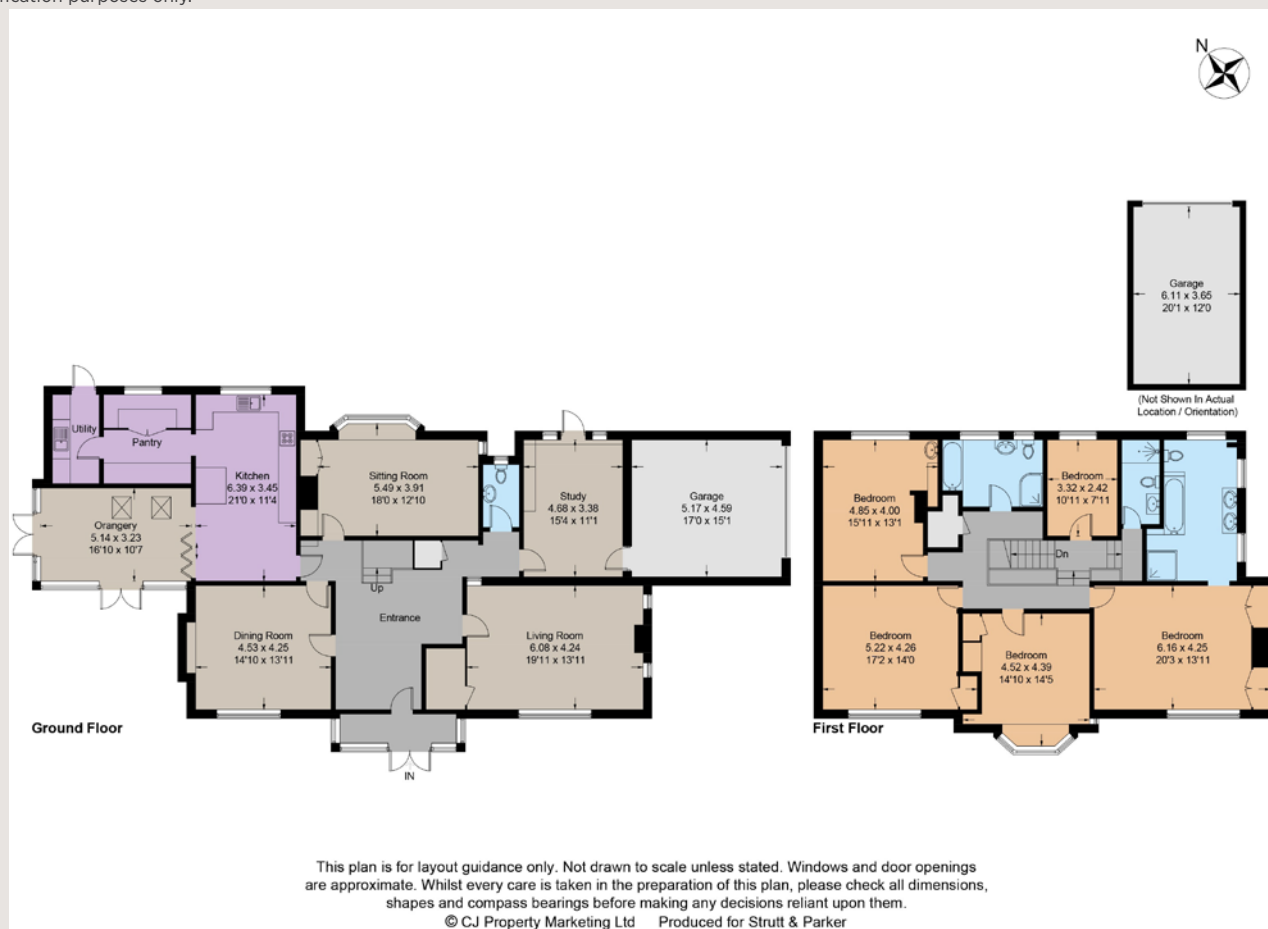 ication purposes only.
N
Garage
6.11 x 3.65
20'1 x 12'0
(Not Shown In Actual
Location / Orientation)
Utility
Pantry
Kitchen
6.39 x 3.45
21'0 x 11'4
Sitting Room
5.49 x 3.91
18'0 x 12'10
Study
4.68 x 3.38
15'4 x 11'1
Garage
5.17 x 4.59
17'0 x 15'1
Orangery
5.14 x 3.23
16'10 x 10'7
Up
Entrance
Dining Room
4.53 x 4.25
14'10 x 13'11
Living Room
6.08 x 4.24
19'11 x 13'11
IN
Ground Floor
Bedroom
4.85 x 4.00
15'11 x 13'1
Bedroom
3.32 x 2.42
10'11 x 7'11
Dn
Bedroom
5.22 x 4.26
17'2 x 14'0
Bedroom
4.52 x 4.39
14'10 x 14'5
Bedroom
6.16 x 4.25
20'3 x 13'11
First Floor
This plan is for layout guidance only. Not drawn to scale unless stated. Windows and door openings
are approximate. Whilst every care is taken in the preparation of this plan, please check all dimensions,
shapes and compass bearings before making any decisions reliant upon them.
© CJ Property Marketing Ltd Produced for Strutt & Parker